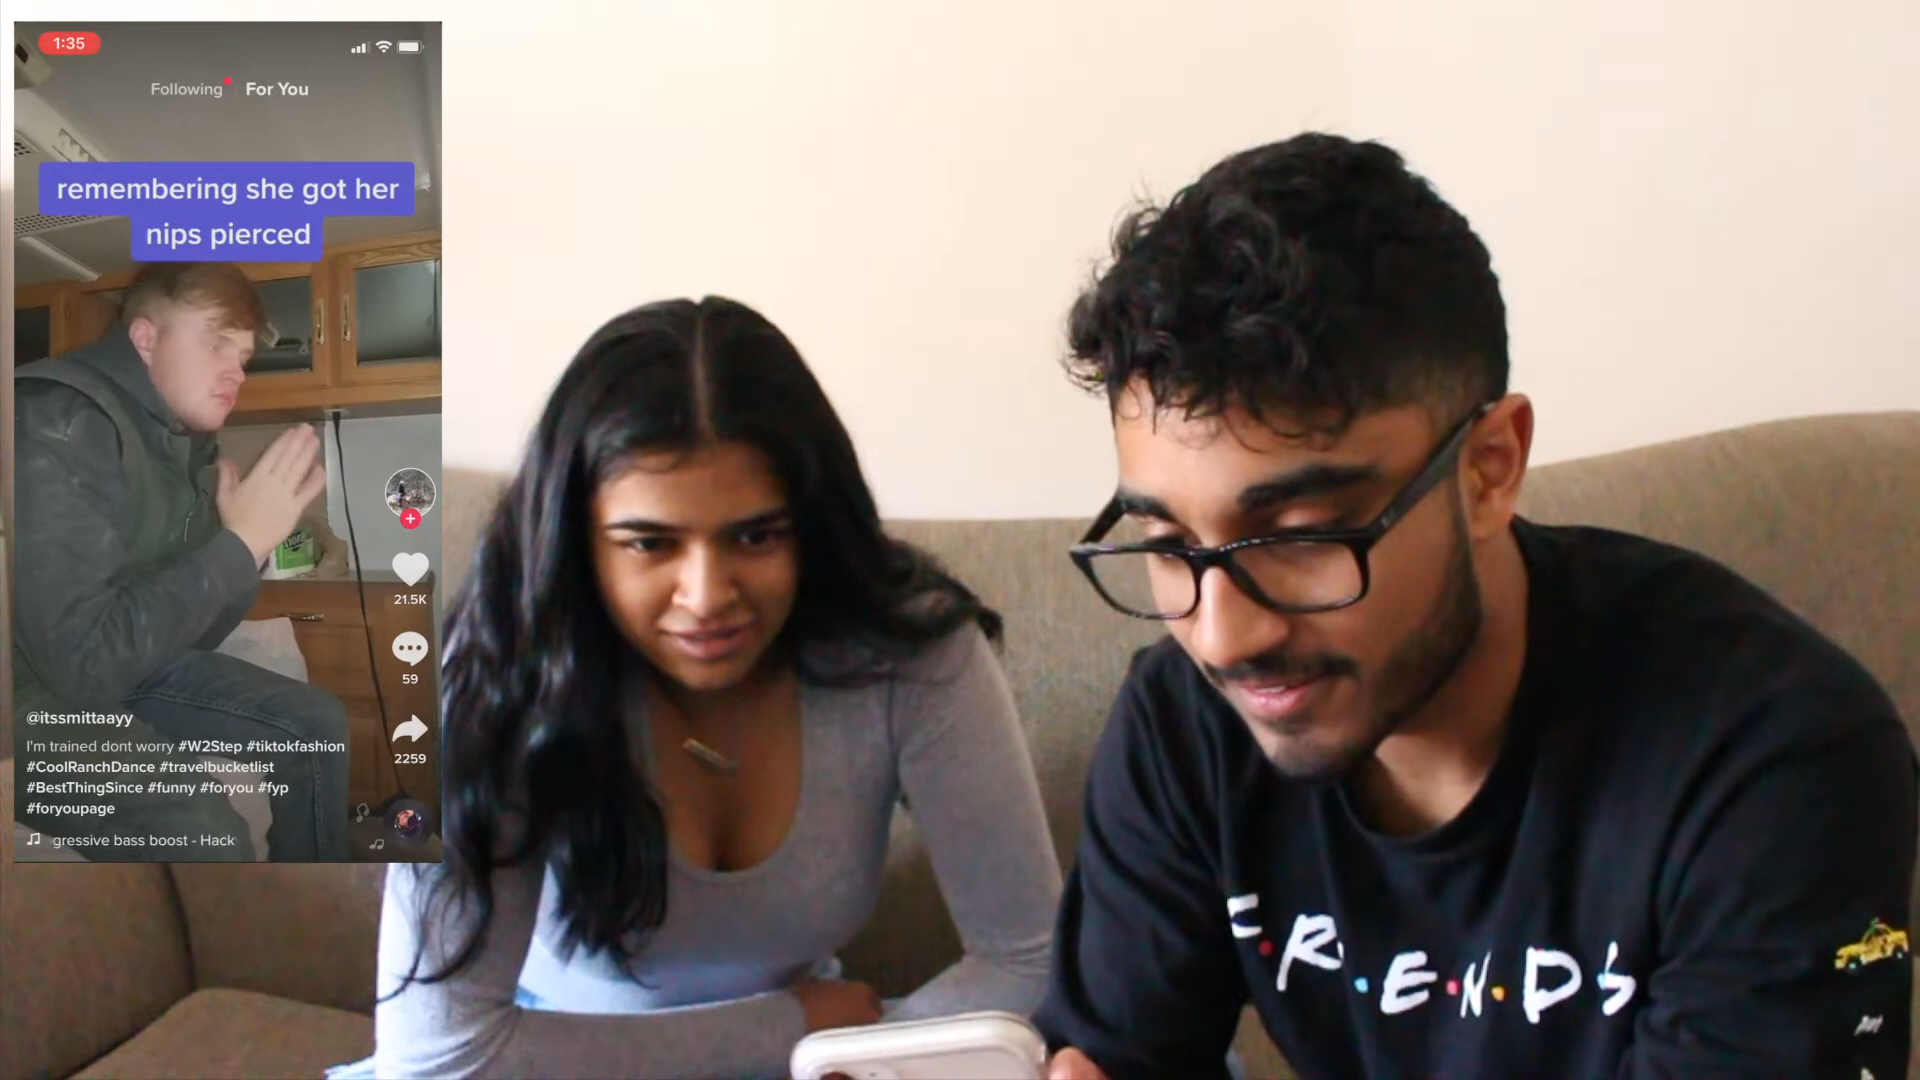 1:35
Following For You
remembering she got her
nips pierced
21.5K
59
@itssmittaayy
I'm trained dont worry #W2Step #tiktokfashion
#CoolRanchDance #travelbucketlist
2259
#BestThingSince #funny #foryou #fyp
#foryoupage
gressive bass boost - Hack
F.R.I.E.N.D.S